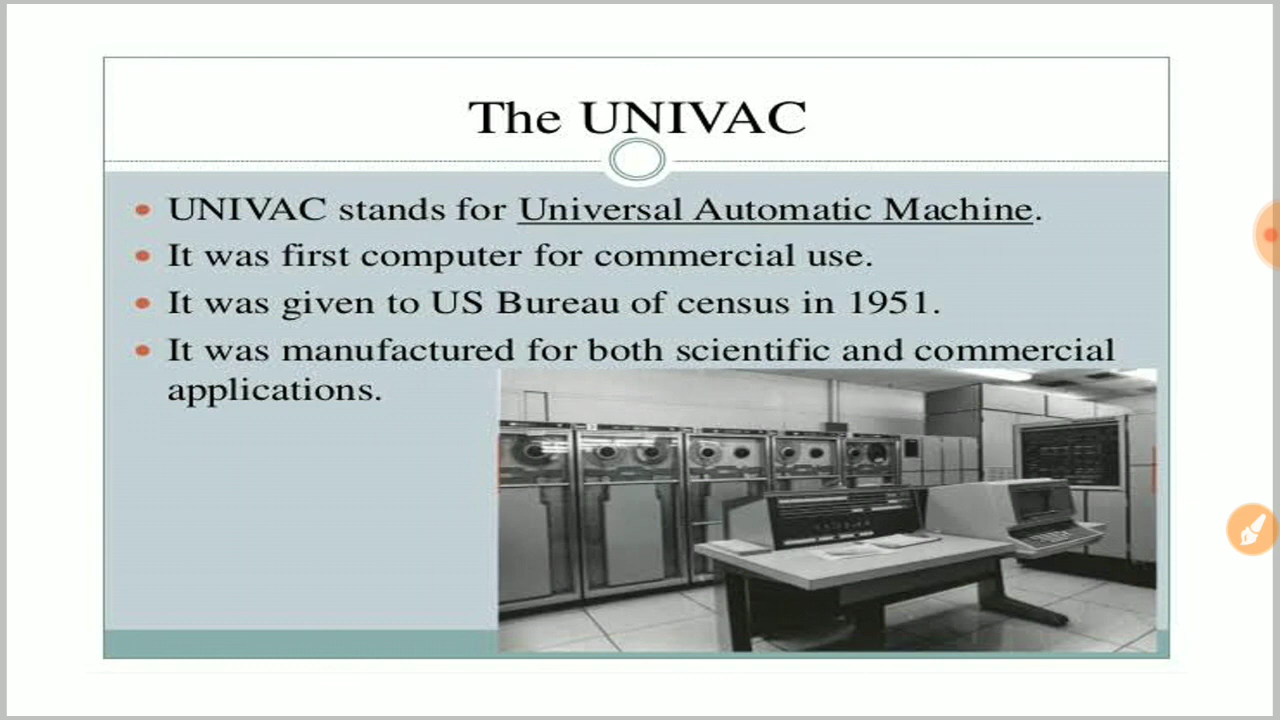 The UNIVAC
• UNIVAC stands for Universal Automatic Machine.
• It was first computer for commercial use.
• It was given to US Bureau of census in 1951.
• It was manufactured for both scientific and commercial
applications.